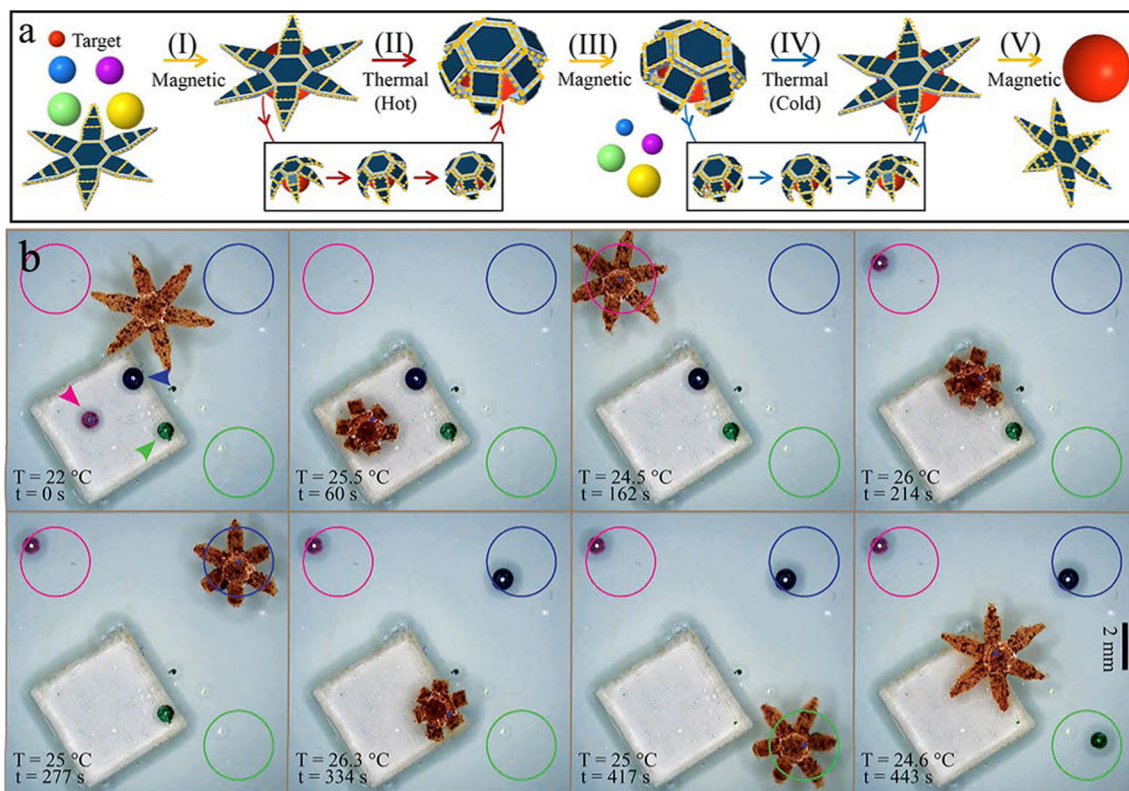 a
Target
(I)
Magnetic
(II)
Thermal
(Hot)
(III)
Magnetic
(IV)
Thermal
(Cold)
(V)
Magnetic
b
T = 22 °C
t = 0 s
T = 25.5 °C
t = 60 s
T = 24.5 °C
t = 162 s
T = 26 °C
t = 214 s
T = 25 °C
t = 277 s
T = 26.3 °C
t = 334 s
T = 25 °C
t = 417 s
T = 24.6 °C
t = 443 s
2 mm